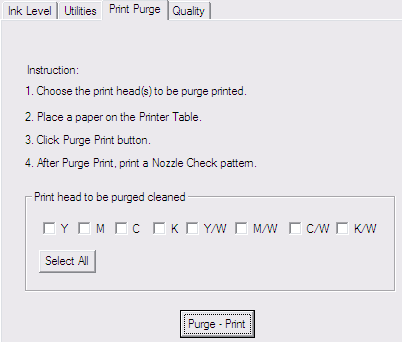 Ink Level Utilities Print Purge Quality
Instruction:
1. Choose the print head(s) to be purge printed.
2. Place a paper on the Printer Table.
3. Click Purge Print button.
4. After Purge Print, print a Nozzle Check pattern.
Print head to be purged cleaned
Y M C K Y/W M/W C/W K/W
Select All
Purge - Print